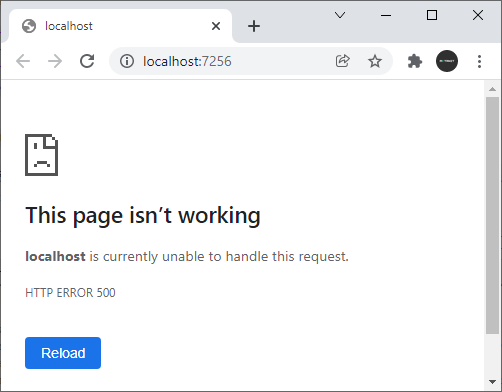 localhost
localhost:7256
This page isn’t working
localhost is currently unable to handle this request.
HTTP ERROR 500
Reload